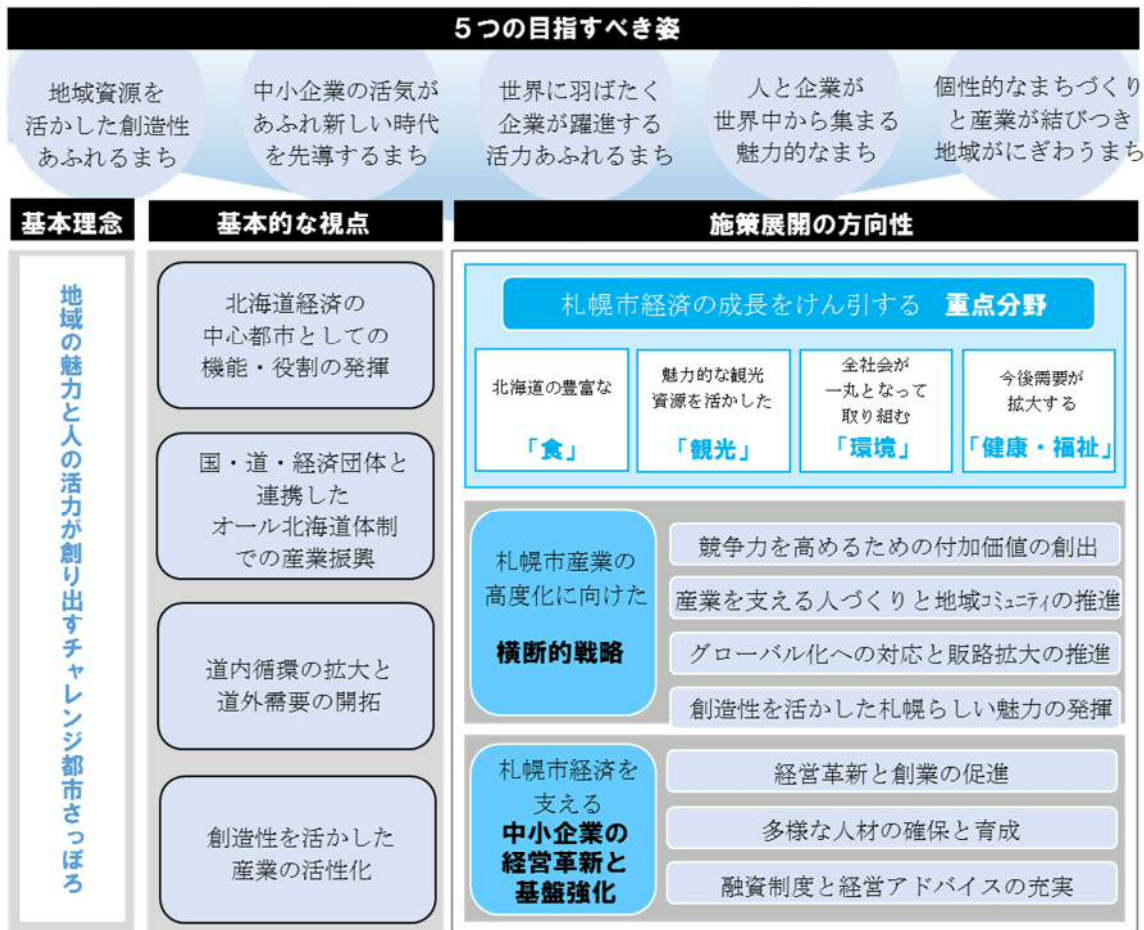 5つの目指すべき姿
地域資源を
活かした創造性
あふれるまち
中小企業の活気が
あふれ新しい時代
を先導するまち
世界に羽ばたく
企業が躍進する
活力あふれるまち
人と企業が
世界中から集まる
魅力的なまち
個性的なまちづくり
と産業が結びつき
地域がにぎわうまち
基本理念
地域の魅力と人の活力が創り出すチャレンジ都市さっぽろ
基本的な視点
北海道経済の
中心都市としての
機能・役割の発揮
国・道・経済団体と
連携した
オール北海道体制
での産業振興
道内循環の拡大と
道外需要の開拓
創造性を活かした
産業の活性化
施策展開の方向性
札幌市経済の成長をけん引する 重点分野
北海道の豊富な
「食」
魅力的な観光
資源を活かした
「観光」
全社会が
一丸となって
取り組む
「環境」
今後需要が
拡大する
「健康・福祉」
札幌市産業の
高度化に向けた
横断的戦略
競争力を高めるための付加価値の創出
産業を支える人づくりと地域コミュニティの推進
グローバル化への対応と販路拡大の推進
創造性を活かした札幌らしい魅力の発揮
札幌市経済を
支える
中小企業の
経営革新と
基盤強化
経営革新と創業の促進
多様な人材の確保と育成
融資制度と経営アドバイスの充実